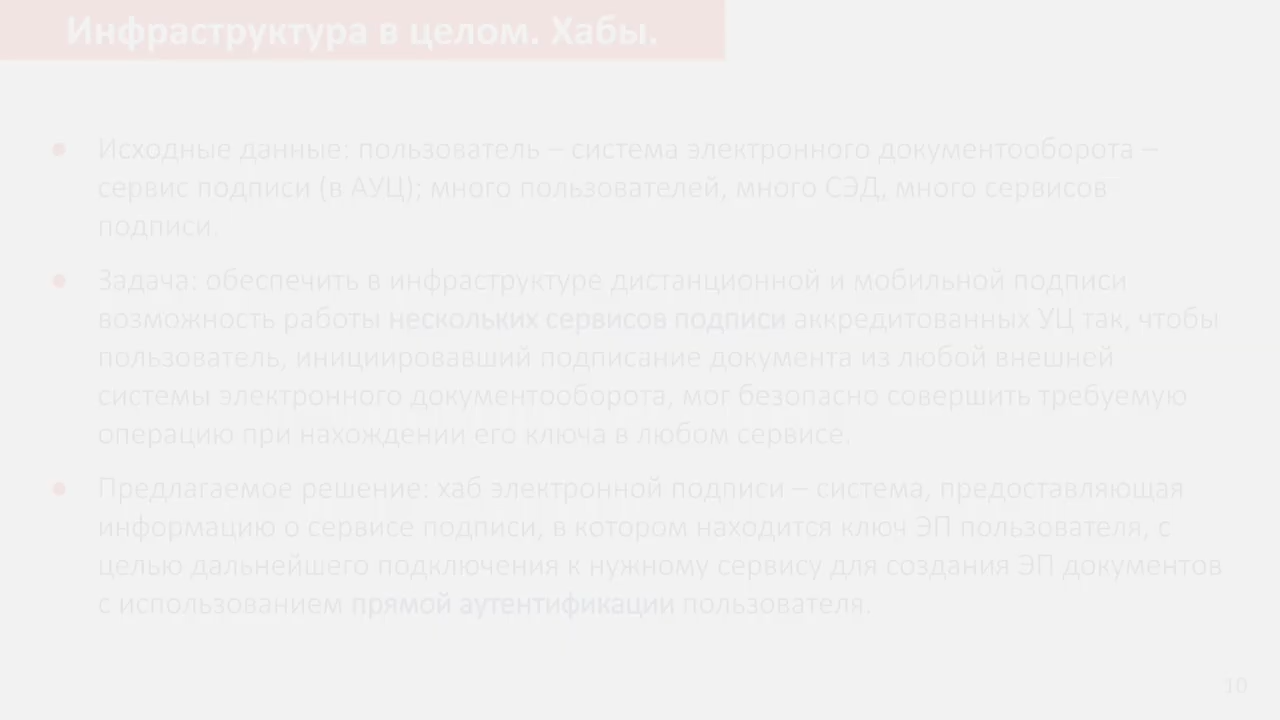 Инфраструктура в целом. Хабы.
Исходные данные: пользователь – система электронного документооборота –
сервис подписи (в АУЦ); много пользователей, много СЭД, много сервисов
подписи.
Задача: обеспечить в инфраструктуре дистанционной и мобильной подписи
возможность работы нескольких сервисов подписи аккредитованных УЦ так, чтобы
пользователь, инициировавший подписание документа из любой внешней
системы электронного документооборота, мог безопасно совершить требуемую
операцию при нахождении его ключа в любом сервисе.
Предлагаемое решение: хаб электронной подписи – система, предоставляющая
информацию о сервисе подписи, в котором находится ключ ЭП пользователя, с
целью дальнейшего подключения к нужному сервису для создания ЭП документов
с использованием прямой аутентификации пользователя.
10